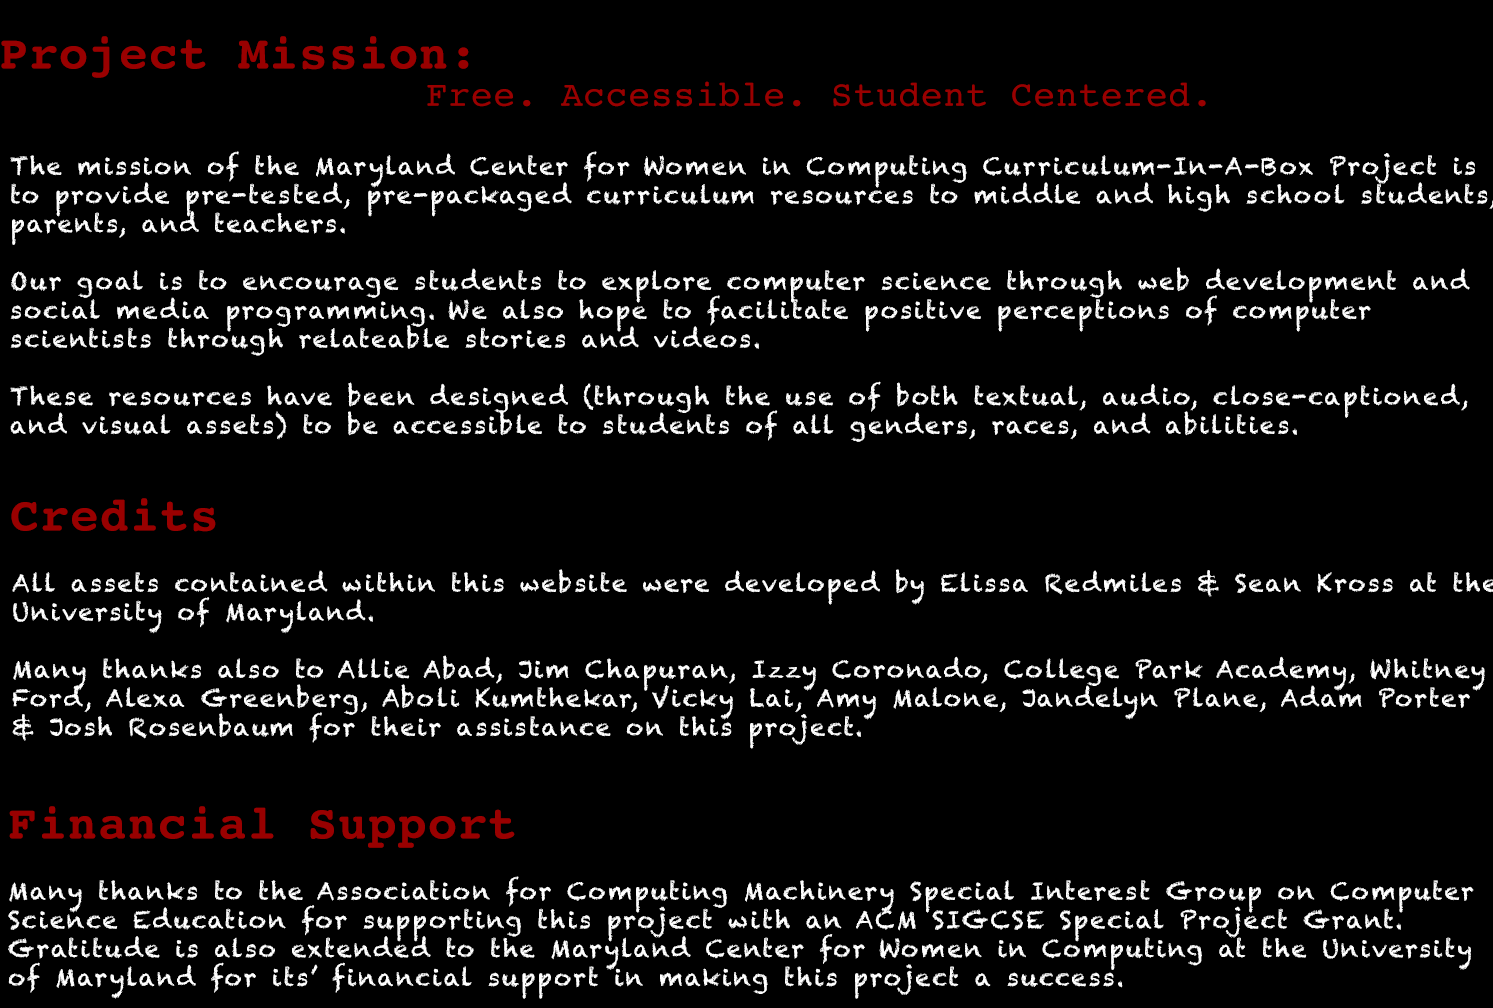 Project Mission:
Free. Accessible. Student Centered.
The mission of the Maryland Center for Women in Computing Curriculum-In-A-Box Project is
to provide pre-tested, pre-packaged curriculum resources to middle and high school students,
parents, and teachers.
Our goal is to encourage students to explore computer science through web development and
social media programming. We also hope to facilitate positive perceptions of computer
scientists through relateable stories and videos.
These resources have been designed (through the use of both textual, audio, close-captioned,
and visual assets) to be accessible to students of all genders, races, and abilities.
Credits
All assets contained within this website were developed by Elissa Redmiles & Sean Kross at the
University of Maryland.
Many thanks also to Allie Abad, Jim Chapuran, Izzy Coronado, College Park Academy, Whitney
Ford, Alexa Greenberg, Aboli Kumthekar, Vicky Lai, Amy Malone, Jandelyn Plane, Adam Porter
& Josh Rosenbaum for their assistance on this project.
Financial Support
Many thanks to the Association for Computing Machinery Special Interest Group on Computer
Science Education for supporting this project with an ACM SIGCSE Special Project Grant.
Gratitude is also extended to the Maryland Center for Women in Computing at the University
of Maryland for its' financial support in making this project a success.